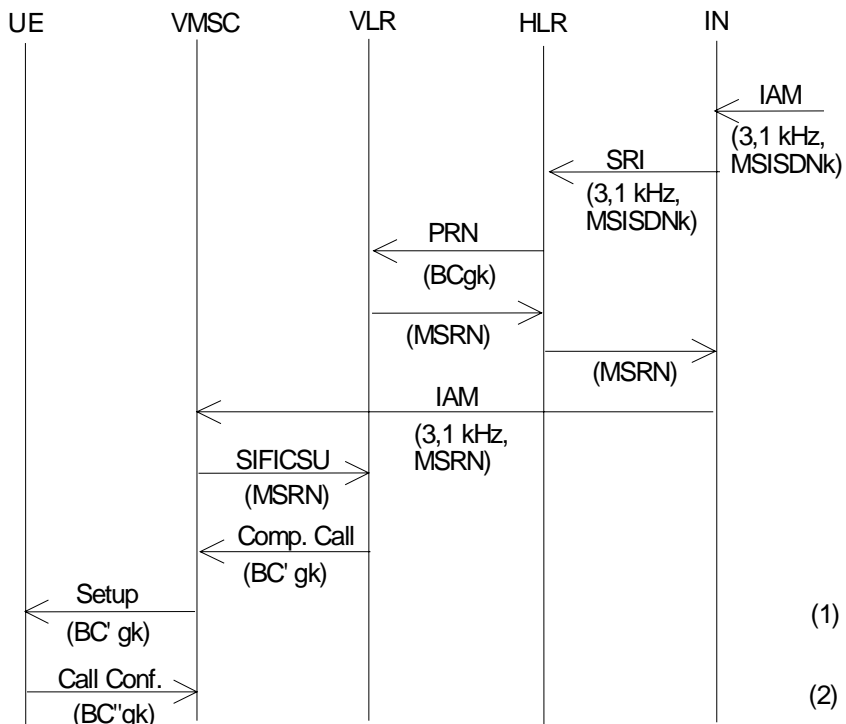 UE VMSC VLR HLR IN
IAM
(3,1 kHz,
MSISDNk)
SRI
(3,1 kHz,
MSISDNk)
PRN
(BCgk)
(MSRN)
(MSRN)
IAM
(3,1 kHz,
MSRN)
SIFICSU
(MSRN)
Comp. Call
(BC' gk)
Setup
(BC' gk)
(1)
Call Conf.
(BC"gk)
(2)